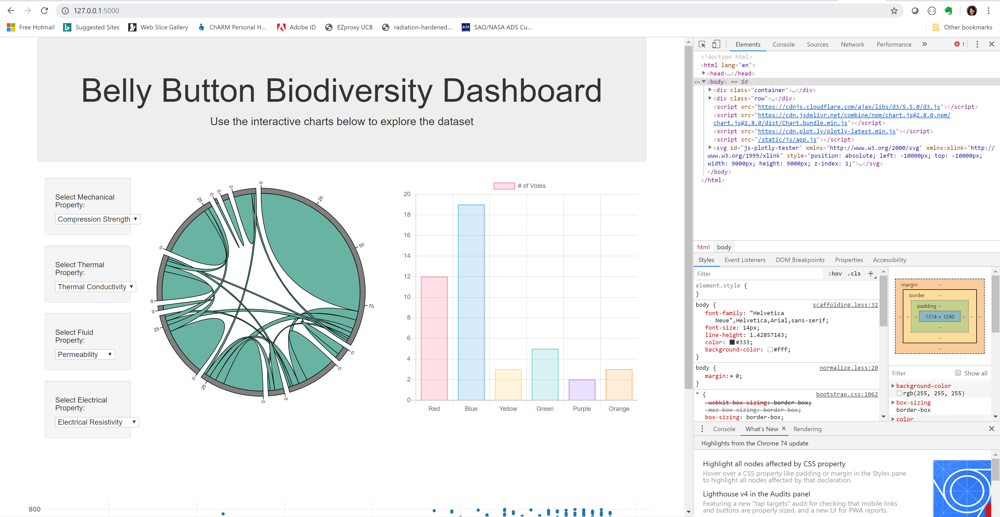 127.0.0.1:5000
Free Hotmail Suggested Sites Web Slice Gallery ChARM Personal H... Adobe ID EZproxy UCB radiation-hardened... SAO/NASA ADS Cu... Other bookmarks
Belly Button Biodiversity Dashboard
Use the interactive charts below to explore the dataset
Select Mechanical
Property:
Compression Strength
Select Thermal
Property:
Thermal Conductivity
Select Fluid
Property:
Permeability
Select Electrical
Property:
Electrical Resistivity
0
25
50
75
0
0
0
0
25
0
25
0
0
0
25
0
0
0
0
# of Votes
20
18
16
14
12
10
8
6
4
2
0
Red Blue Yellow Green Purple Orange
800
Elements Console Sources Network Performance » 1
<!doctype html>
<html lang="en">
<head>…</head>
… <body> == $0
<div class="container">…</div>
<div class="row">…</div>
<script src="https://cdnjs.cloudflare.com/ajax/libs/d3/5.5.0/d3.js"></script>
<script src="https://cdn.jsdelivr.net/combine/npm/chart.js@2.8.0,npm/
chart.js@2.8.0/dist/Chart.bundle.min.js"></script>
<script src="https://cdn.plot.ly/plotly-latest.min.js"></script>
<script src="/static/js/app.js"></script>
<svg id="js-plotly-tester" xmlns="http://www.w3.org/2000/svg" xmlns:xlink="http://
www.w3.org/1999/xlink" style="position: absolute; left: -10000px; top: -10000px;
width: 9000px; height: 9000px; z-index: 1;">…</svg>
</body>
</html>
html body
Styles Event Listeners DOM Breakpoints Properties Accessibility
Filter :hov .cls +
element.style {
}
body { scaffolding.less:32
font-family: "Helvetica
Neue",Helvetica,Arial,sans-serif;
font-size: 14px;
line-height: 1.42857143;
color: #333;
background-color: #fff;
}
body { normalize.less:20
margin: 0;
}
* { bootstrap.css:1062
-webkit-box-sizing: border-box;
-moz-box-sizing: border-box;
box-sizing: border-box;
margin –
border –
padding –
– – – 1314 × 1240 – – –
–
–
–
Filter Show all
background-color
rgb(255, 255, 255)
box-sizing
border-box
color
Console What's New Rendering
Highlights from the Chrome 74 update
Highlight all nodes affected by CSS property
Hover over a CSS property like padding or margin in the Styles pane
to highlight all nodes affected by that declaration.
Lighthouse v4 in the Audits panel
Featuring a new "tap targets" audit for checking that mobile links
and buttons are properly sized, and a new UI for PWA reports.